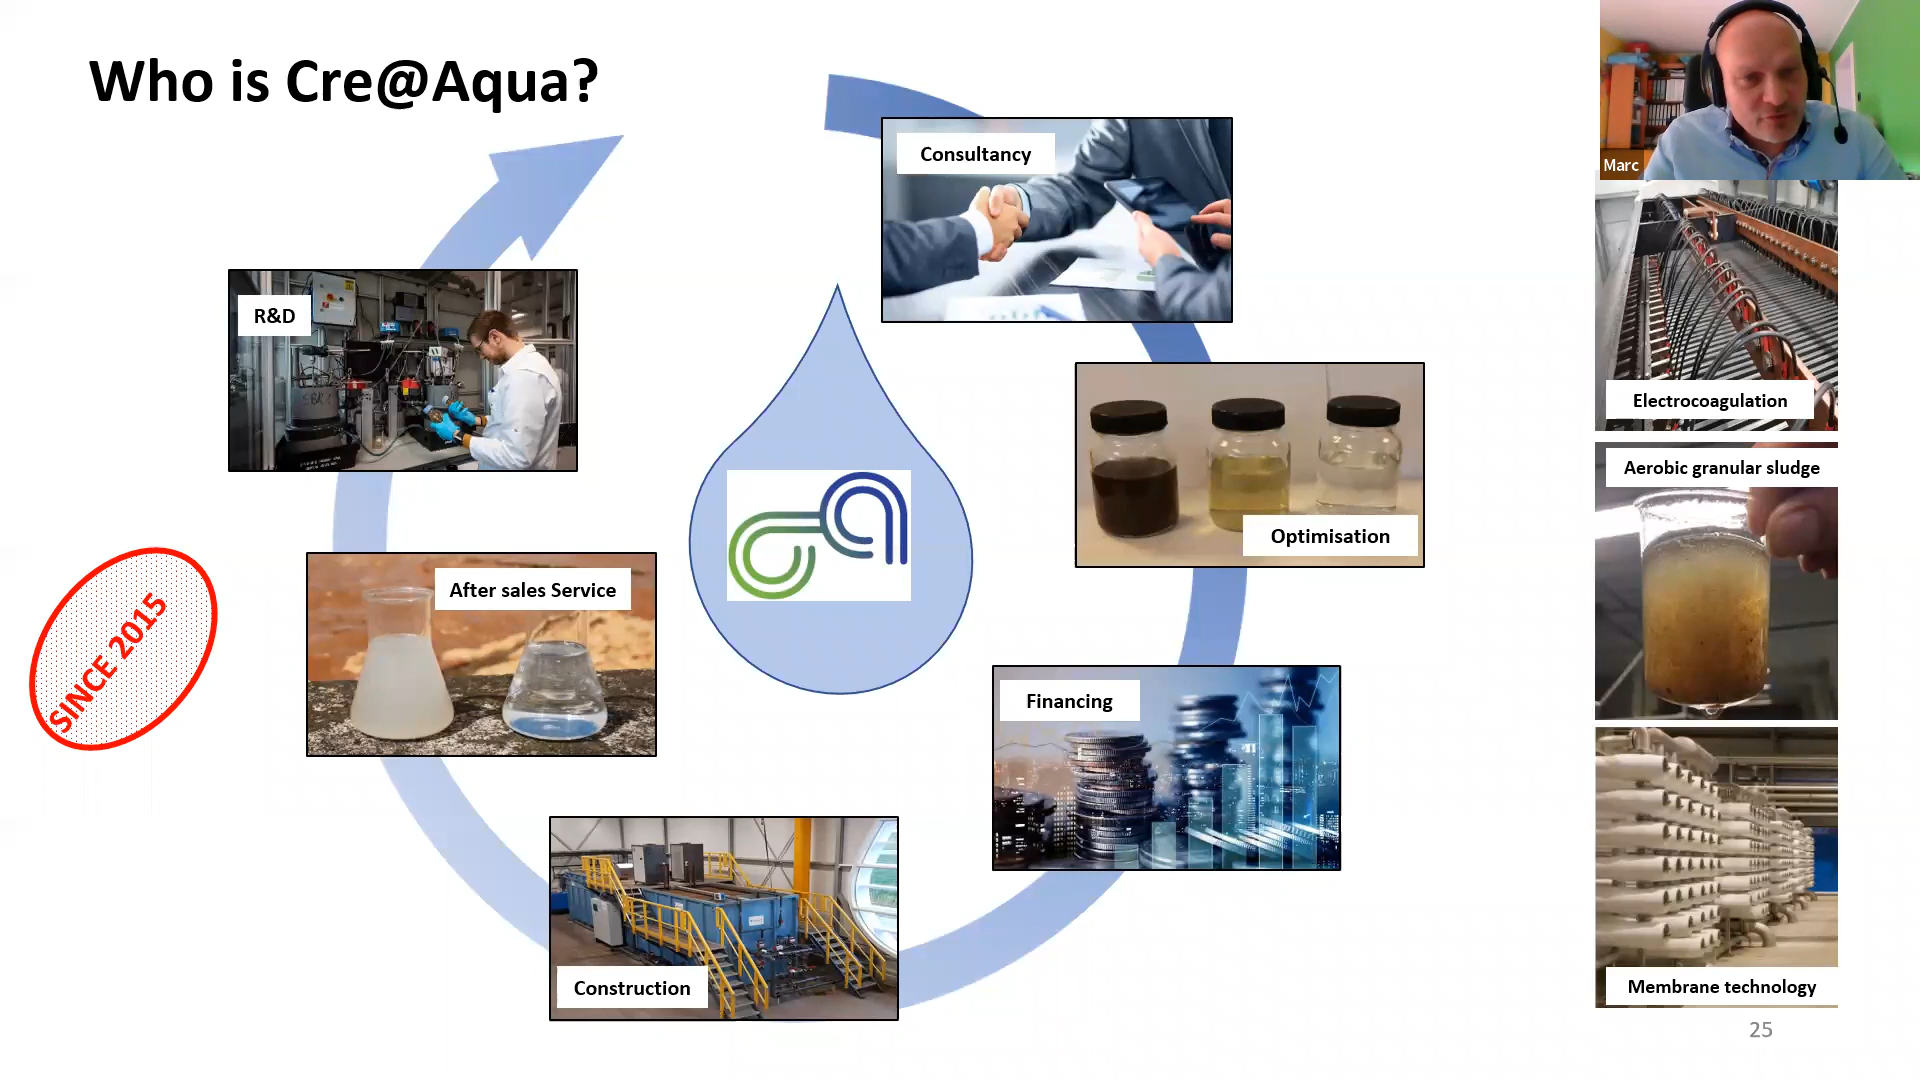 Who is Cre@Aqua?
Consultancy
Marc
R&D
Electrocoagulation
Aerobic granular sludge
Optimisation
After sales Service
SINCE 2015
Financing
Construction
Membrane technology
25